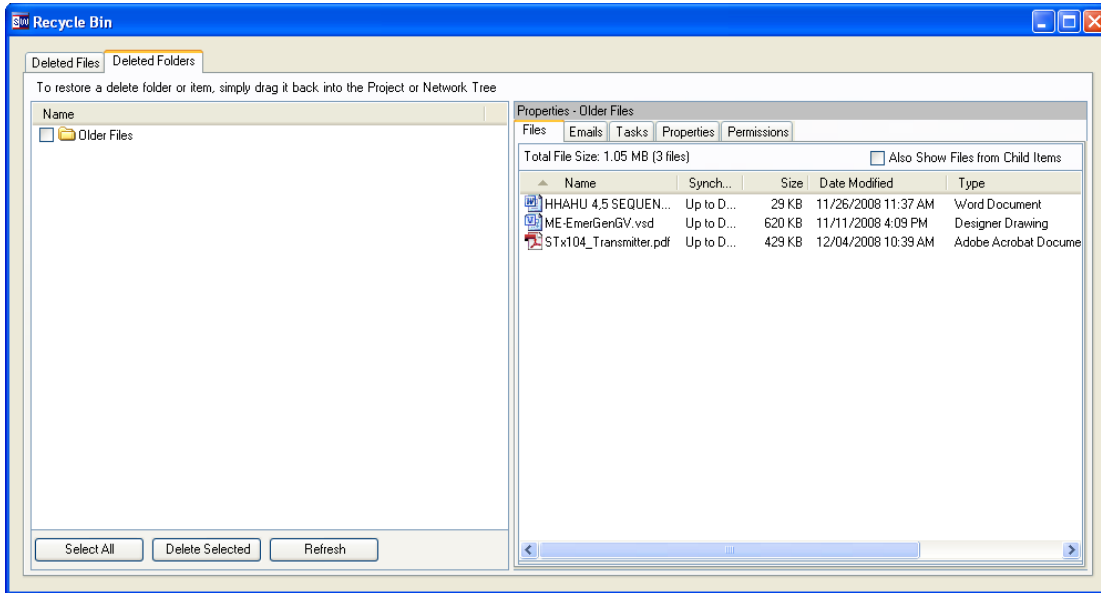 SW Recycle Bin
Deleted Files Deleted Folders
To restore a delete folder or item, simply drag it back into the Project or Network Tree
Name
Older Files
Select All Delete Selected Refresh
Properties - Older Files
Files Emails Tasks Properties Permissions
Total File Size: 1.05 MB (3 files) Also Show Files from Child Items
Name Synch... Size Date Modified Type
HHAHU 4,5 SEQUEN... Up to D... 29 KB 11/26/2008 11:37 AM Word Document
ME-EmerGenGV.vsd Up to D... 620 KB 11/11/2008 4:09 PM Designer Drawing
STx104_Transmitter.pdf Up to D... 429 KB 12/04/2008 10:39 AM Adobe Acrobat Docume